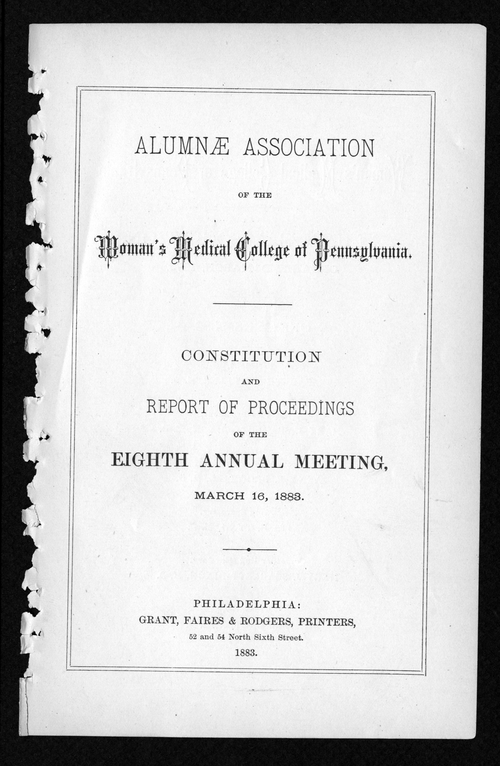 ALUMNÆ ASSOCIATION
OF THE
Woman's Medical College of Pennsylvania.
CONSTITUTION
AND
REPORT OF PROCEEDINGS
OF THE
EIGHTH ANNUAL MEETING,
MARCH 16, 1883.
PHILADELPHIA:
GRANT, FAIRES & RODGERS, PRINTERS,
52 and 54 North Sixth Street.
1883.